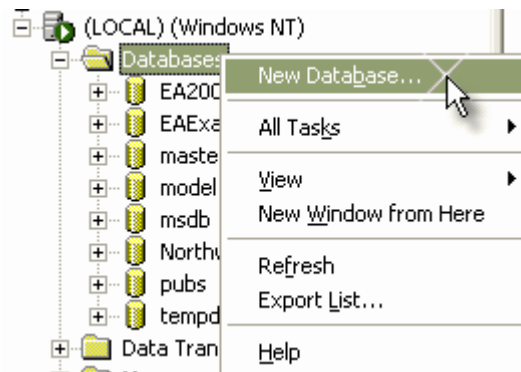 (LOCAL) (Windows NT)
Databases
New Database...
EA200
EAExa
All Tasks
maste
model
View
msdb
New Window from Here
North
pubs
Refresh
Export List...
tempd
Data Tran
Help